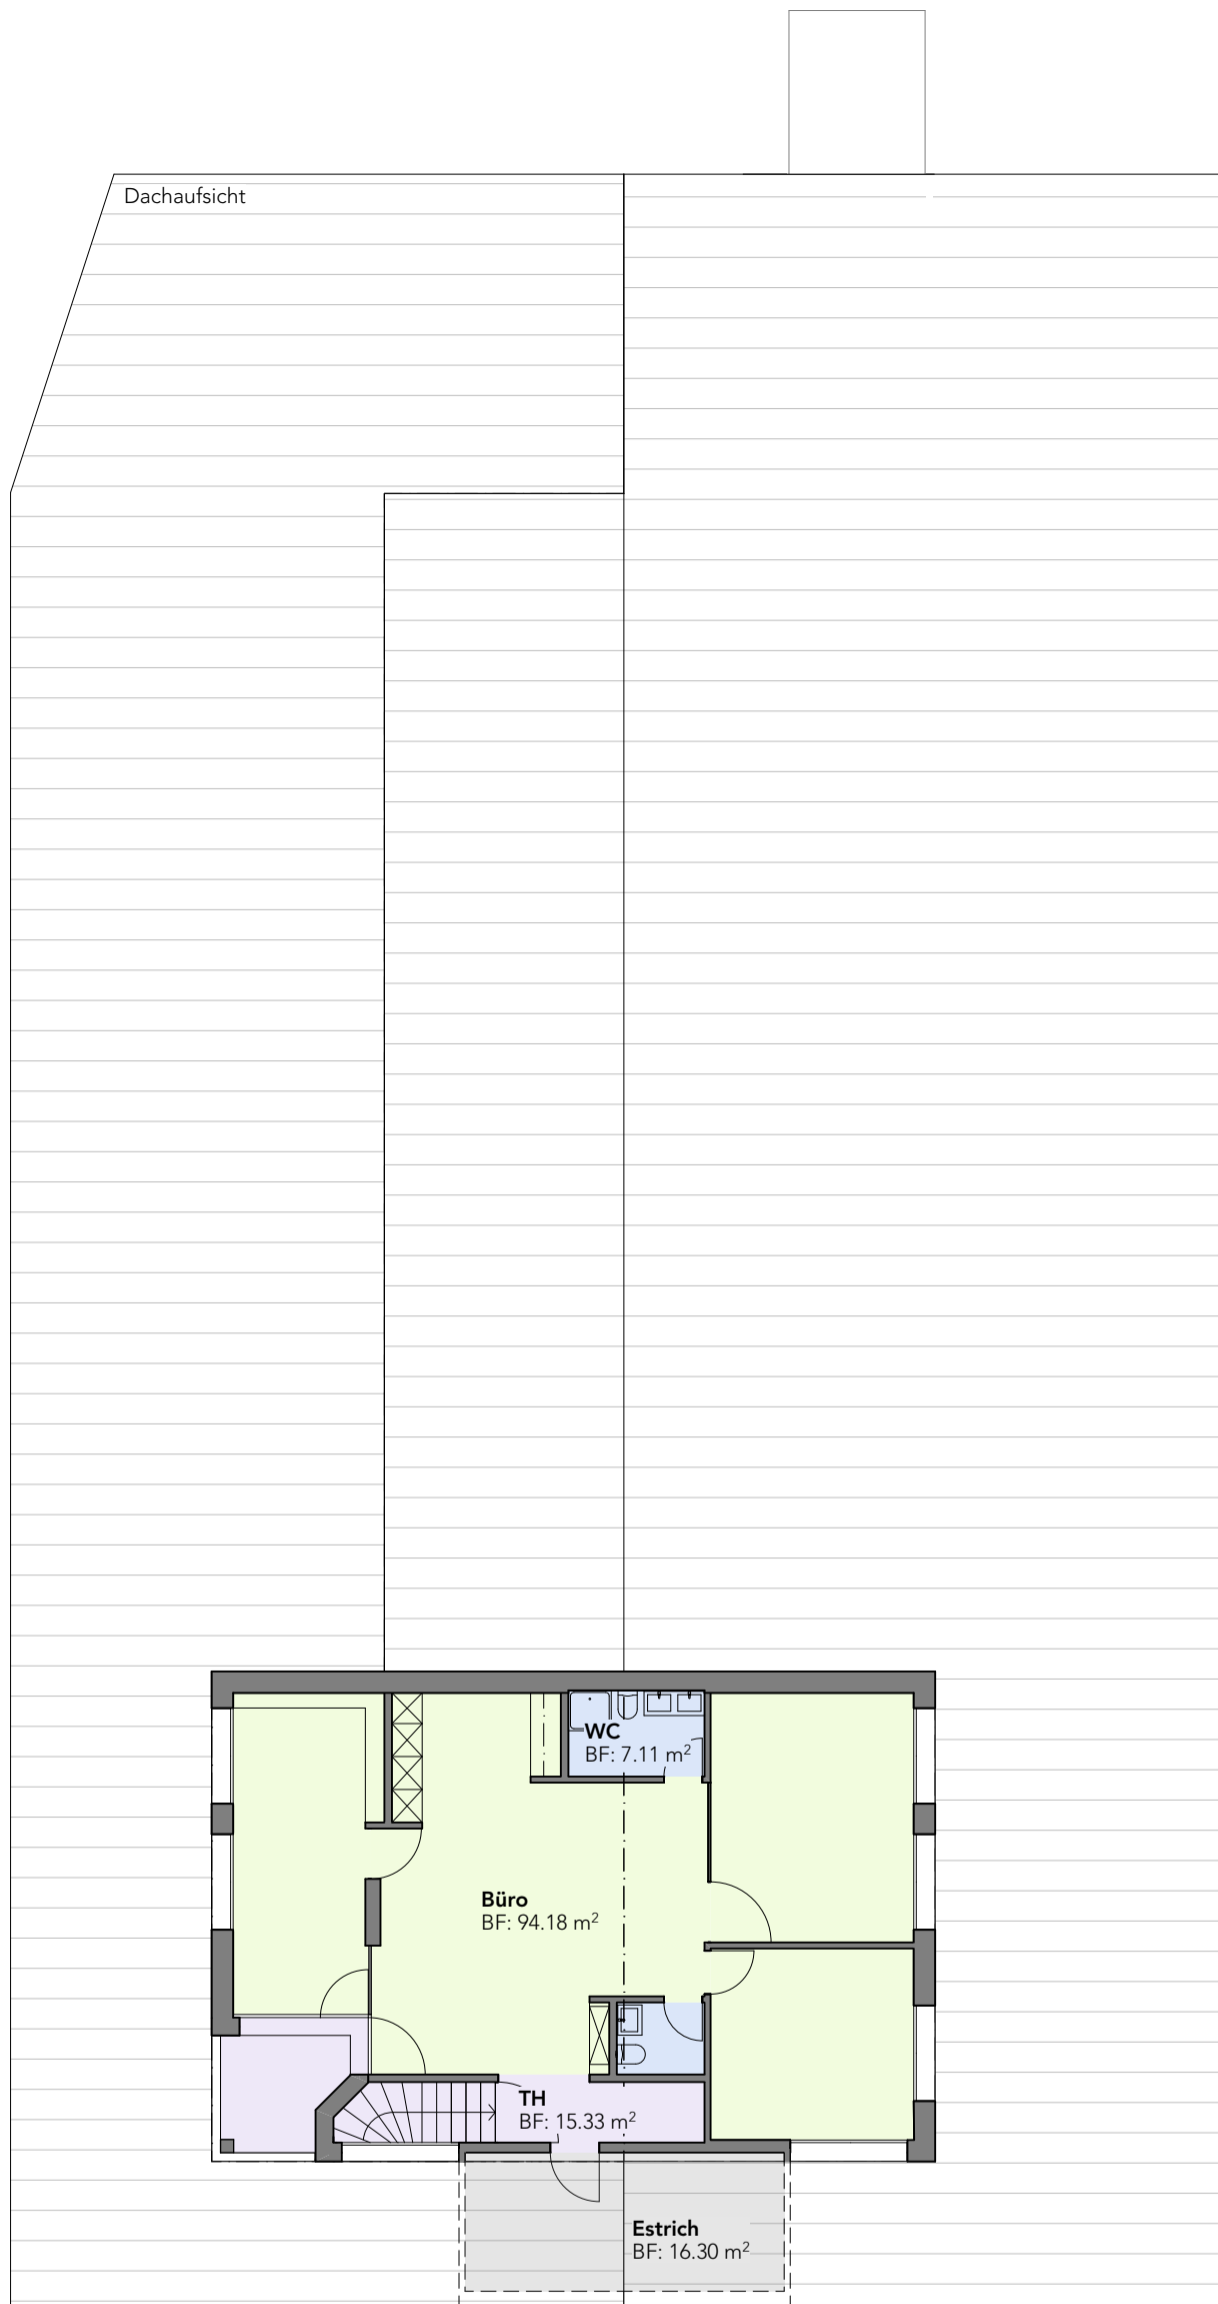 Dachaufsicht
WC
BF: 7.11 m²
Büro
BF: 94.18 m²
TH
BF: 15.33 m²
Estrich
BF: 16.30 m²